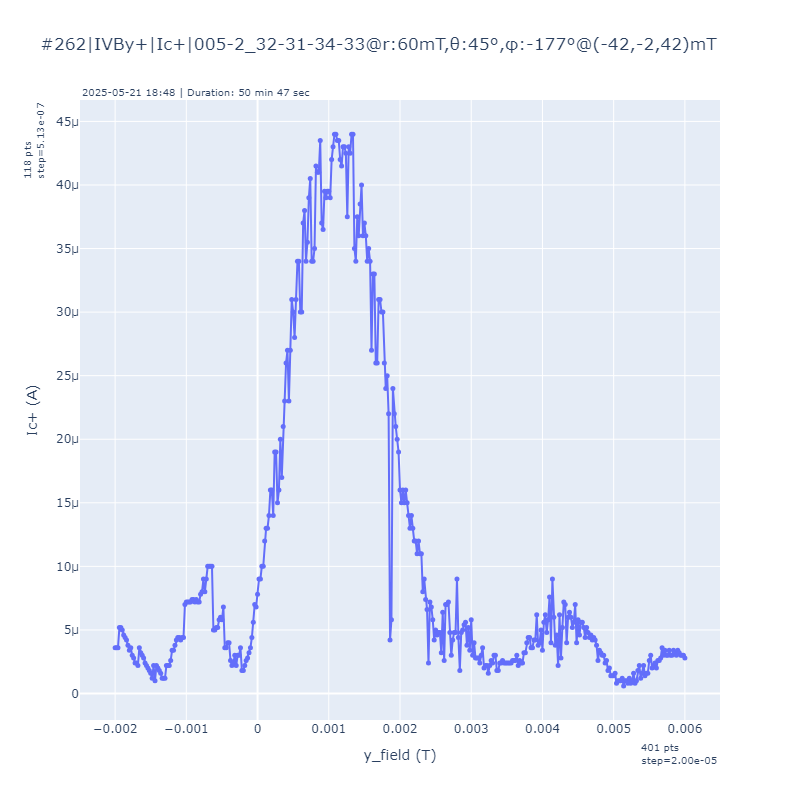 #262|IVBy+|Ic+|005-2_32-31-34-33@r:60mT,θ:45°,φ:-177°@(-42,-2,42)mT
2025-05-21 18:48 | Duration: 50 min 47 sec
118 pts
step=5.13e-07
45μ
40μ
35μ
30μ
25μ
20μ
15μ
10μ
5μ
0
Ic+ (A)
−0.002
−0.001
0
0.001
0.002
0.003
0.004
0.005
0.006
y_field (T)
401 pts
step=2.00e-05